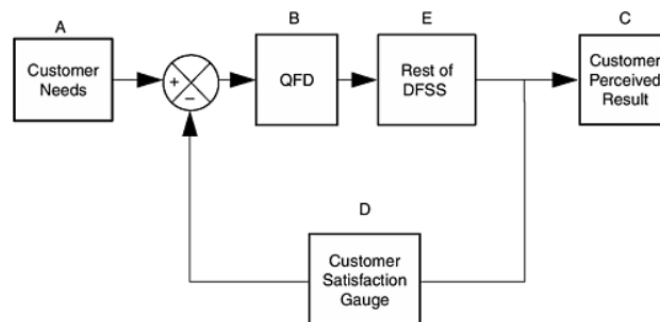 A
B
E
C
Customer
Needs
+
−
QFD
Rest of
DFSS
Customer
Perceived
Result
D
Customer
Satisfaction
Gauge